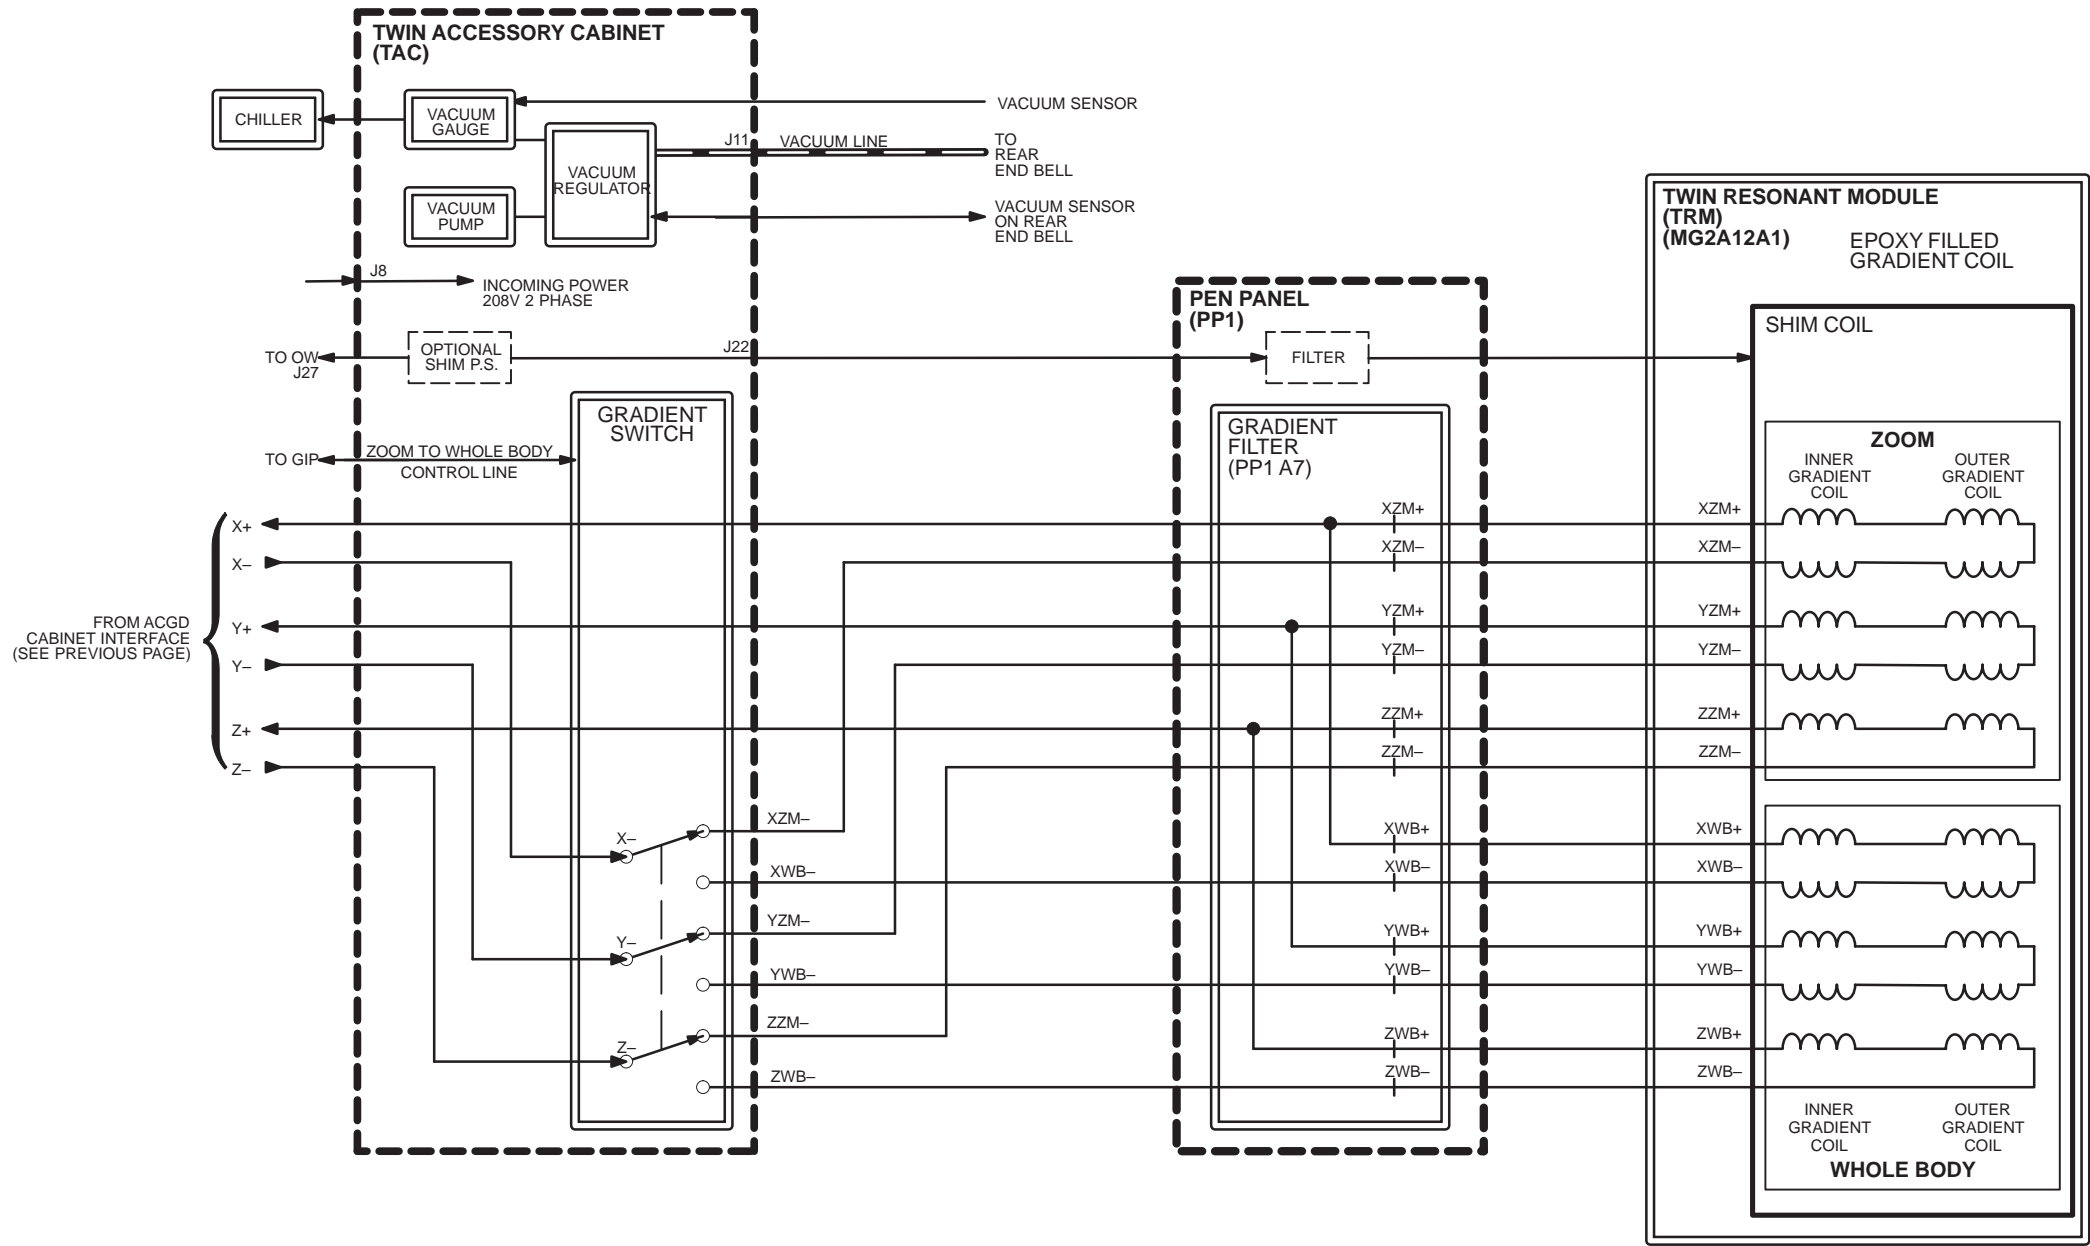 TWIN ACCESSORY CABINET
(TAC)
CHILLER
VACUUM
GAUGE
VACUUM SENSOR
VACUUM
REGULATOR
J11
VACUUM LINE
TO
REAR
END BELL
VACUUM
PUMP
VACUUM SENSOR
ON REAR
END BELL
J8
INCOMING POWER
208V 2 PHASE
TO OW
J27
OPTIONAL
SHIM P.S.
J22
GRADIENT
SWITCH
TO GIP
ZOOM TO WHOLE BODY
CONTROL LINE
X+
X–
Y+
Y–
Z+
Z–
FROM ACGD
CABINET INTERFACE
(SEE PREVIOUS PAGE)
X–
Y–
Z–
XZM–
XWB–
YZM–
YWB–
ZZM–
ZWB–
PEN PANEL
(PP1)
FILTER
GRADIENT
FILTER
(PP1 A7)
XZM+
XZM–
YZM+
YZM–
ZZM+
ZZM–
XWB+
XWB–
YWB+
YWB–
ZWB+
ZWB–
TWIN RESONANT MODULE
(TRM)
(MG2A12A1)
EPOXY FILLED
GRADIENT COIL
SHIM COIL
ZOOM
INNER
GRADIENT
COIL
OUTER
GRADIENT
COIL
XZM+
XZM–
YZM+
YZM–
ZZM+
ZZM–
XWB+
XWB–
YWB+
YWB–
ZWB+
ZWB–
INNER
GRADIENT
COIL
OUTER
GRADIENT
COIL
WHOLE BODY